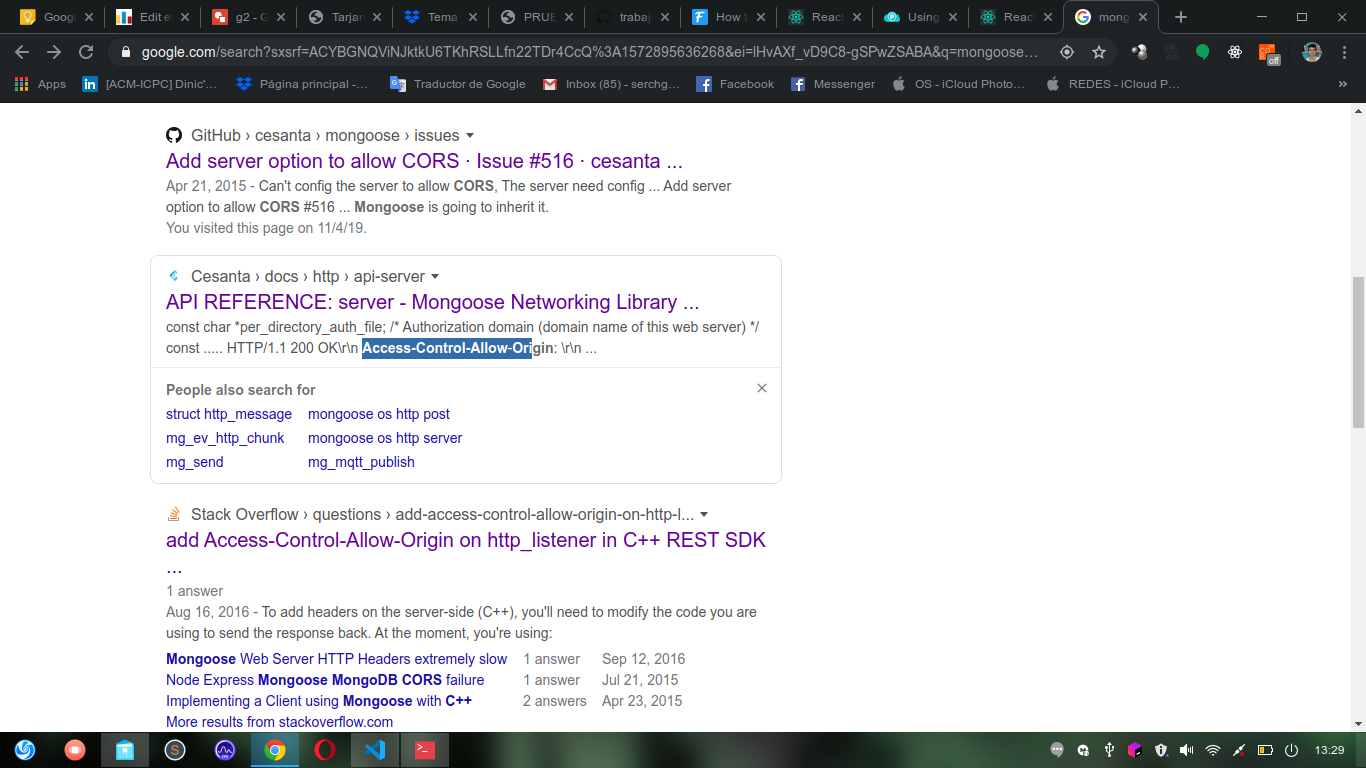 Googl
Edit e
g2 - G
Tarjan
Tema
PRUE
trabaj
How t
React
Using
React
mong
google.com/search?sxsrf=ACYBGNQViNJktkU6TKhRSLLfn22TDr4CcQ%3A1572895636268&ei=lHvAXf_vD9C8-gSPwZSABA&q=mongoose…
off
Apps
[ACM-ICPC] Dinic'…
Página principal -…
Traductor de Google
Inbox (85) - serchg…
Facebook
Messenger
OS - iCloud Photo…
REDES - iCloud P…
»
GitHub › cesanta › mongoose › issues
Add server option to allow CORS · Issue #516 · cesanta ...
Apr 21, 2015 - Can't config the server to allow CORS, The server need config ... Add server
option to allow CORS #516 ... Mongoose is going to inherit it.
You visited this page on 11/4/19.
Cesanta › docs › http › api-server
API REFERENCE: server - Mongoose Networking Library ...
const char *per_directory_auth_file; /* Authorization domain (domain name of this web server) */
const ..... HTTP/1.1 200 OK\r\n Access-Control-Allow-Origin: \r\n ...
People also search for
struct http_message mongoose os http post
mg_ev_http_chunk mongoose os http server
mg_send mg_mqtt_publish
Stack Overflow › questions › add-access-control-allow-origin-on-http-l...
add Access-Control-Allow-Origin on http_listener in C++ REST SDK
...
1 answer
Aug 16, 2016 - To add headers on the server-side (C++), you'll need to modify the code you are
using to send the response back. At the moment, you're using:
Mongoose Web Server HTTP Headers extremely slow 1 answer Sep 12, 2016
Node Express Mongoose MongoDB CORS failure 1 answer Jul 21, 2015
Implementing a Client using Mongoose with C++ 2 answers Apr 23, 2015
More results from stackoverflow.com
13:29